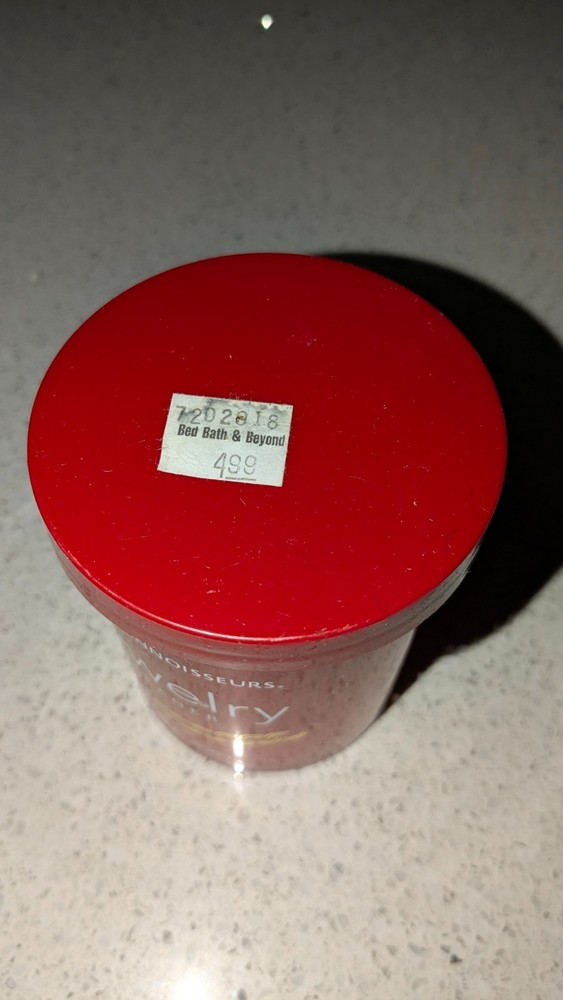 7202818
Bed Bath & Beyond
499
NNOISSEURS
welry